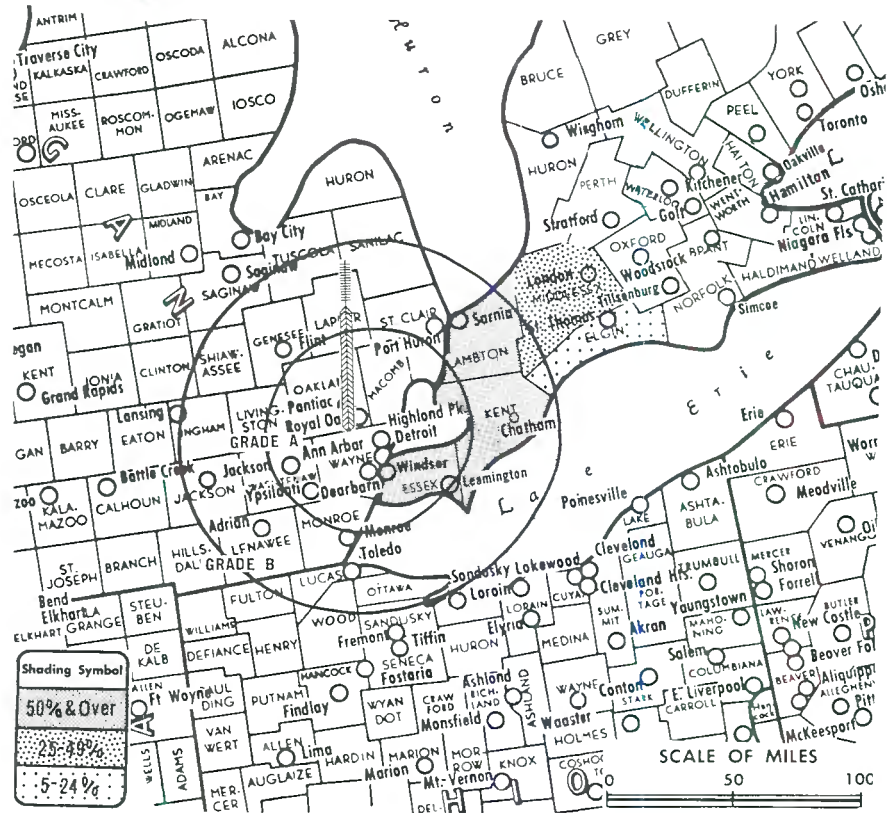 ANTRIM
Traverse City
KALKASKA
CRAWFORD
OSCODA
ALCONA
MISS-
AUKEE
ROSCOM-
MON
OGEMAW
IOSCO
ARENAC
OSCEOLA
CLARE
GLADWIN
BAY
HURON
MECOSTA
ISABELLA
MIDLAND
Midland
Bay City
Saginaw
SAGINAW
TUSCOLA
SANILAC
MONTCALM
GRATIOT
KENT
Grand Rapids
IONIA
CLINTON
SHIAW-
ASSEE
GENESEE
Flint
LAPEER
ST CLAIR
Port Huron
Sarnia
Lansing
BARRY
EATON
INGHAM
LIVING-
STON
OAKLAND
Pontiac
MACOMB
Royal Oa
Highland Pk.
Detroit
GRADE A
Ann Arbor
WAYNE
WASHTENAW
Ypsilanti
Dearborn
Windsor
ESSEX
Leamington
KALA-
MAZOO
Battle Creek
CALHOUN
Jackson
JACKSON
Adrian
LENAWEE
MONROE
Monroe
ST.
JOSEPH
BRANCH
HILLS-
DALE
GRADE B
Toledo
LUCAS
BRUCE
GREY
DUFFERIN
Wingham
WELLINGTON
PEEL
YORK
Toronto
HALTON
Oakville
HURON
PERTH
WATERLOO
Kitchener
Galt
WENT-
WORTH
Hamilton
St. Cathar
Stratford
OXFORD
Woodstock
BRANT
LIN-
COLN
Niagara Fls
London
MIDDLESEX
Tillsonburg
NORFOLK
HALDIMAND
WELLAND
Simcoe
St. Thomas
ELGIN
LAMBTON
KENT
Chatham
Lake Erie
CHAU-
TAUQUA
Erie
ERIE
CRAWFORD
Meadville
Ashtabula
ASHTA-
BULA
VENANGO
Painesville
LAKE
GEAUGA
Cleveland
Cleveland Hts.
CUYA
Lakewood
Sandusky
Lorain
LORAIN
Elyria
TRUMBULL
MERCER
Sharon
Farrel
POR-
TAGE
Youngstown
MAHO-
NING
LAW-
REN
New Castle
BUTLER
Beaver Fal
SUM-
MIT
Akron
MEDINA
Salem
COLUMBIANA
BEAVER
Aliquipp
ALLEGHEN
Pitt
E. Liverpool
McKeesport
Canton
STARK
CARROLL
WAYNE
Wooster
HOLMES
COSHOC
Bend
Elkhart
ELKHART
LA
GRANGE
STEU-
BEN
DE
KALB
WILLIAMS
DEFIANCE
HENRY
FULTON
WOOD
OTTAWA
SANDUSKY
Fremont
Tiffin
SENECA
Fostoria
HURON
Ashland
ASHLAND
RICH-
LAND
Mansfield
ALLEN
Ft Wayne
WELLS
ADAMS
PAULDING
PUTNAM
HANCOCK
Findlay
WYAN
DOT
CRAW
FORD
VAN
WERT
ALLEN
Lima
HARDIN
MARION
Marion
MOR-
ROW
KNOX
Mt. Vernon
MER-
CER
AUGLAIZE
DEL-
Shading Symbol
50% & Over
25-49%
5-24%
SCALE OF MILES
0 50 100